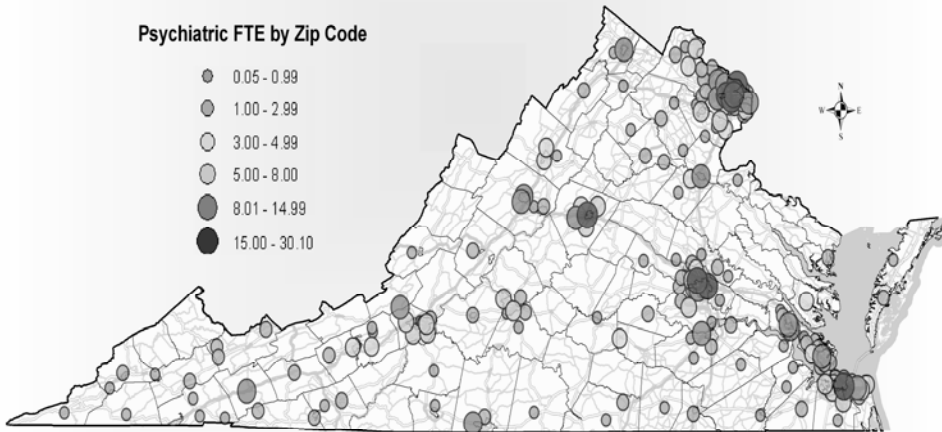 Psychiatric FTE by Zip Code
0.05 - 0.99
1.00 - 2.99
3.00 - 4.99
5.00 - 8.00
8.01 - 14.99
15.00 - 30.10
N
W E
S